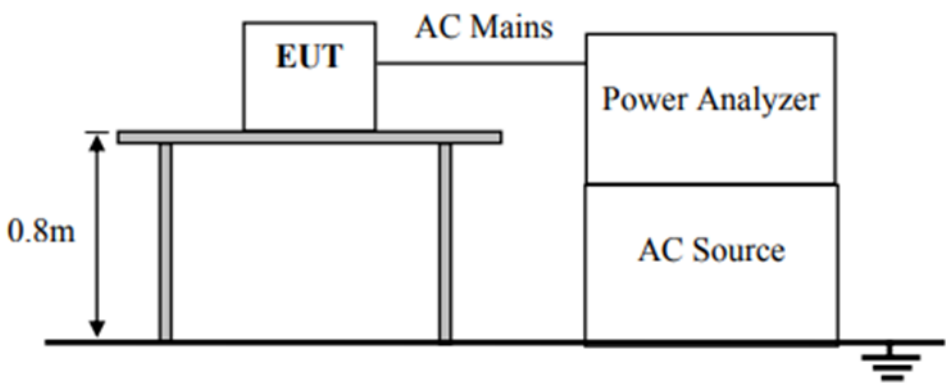 AC Mains
EUT
Power Analyzer
0.8m
AC Source